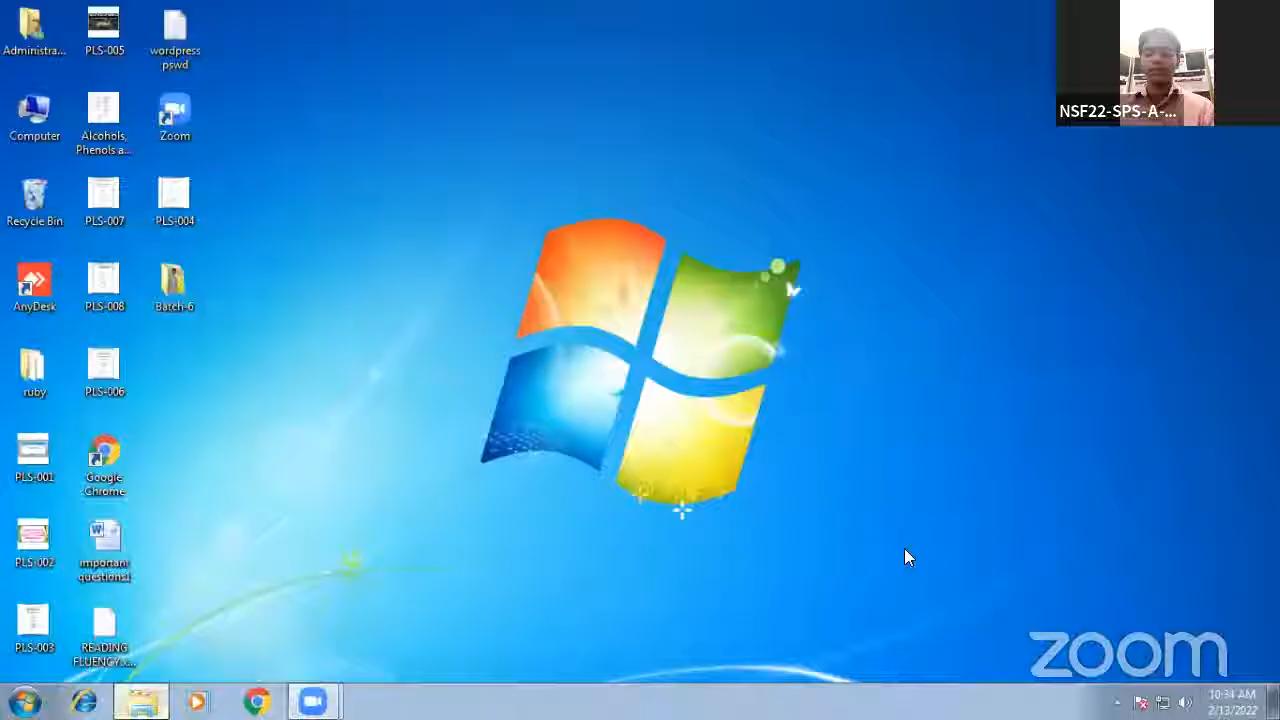 Administra...
PLS-005
wordpress
pswd
Computer
Alcohols,
Phenols a...
Zoom
Recycle Bin
PLS-007
PLS-004
AnyDesk
PLS-008
Batch-6
ruby
PLS-006
PLS-001
Google
Chrome
PLS-002
important
questions1
PLS-003
READING
FLUENCY...
NSF22-SPS-A-...
zoom
10:34 AM
2/13/2022